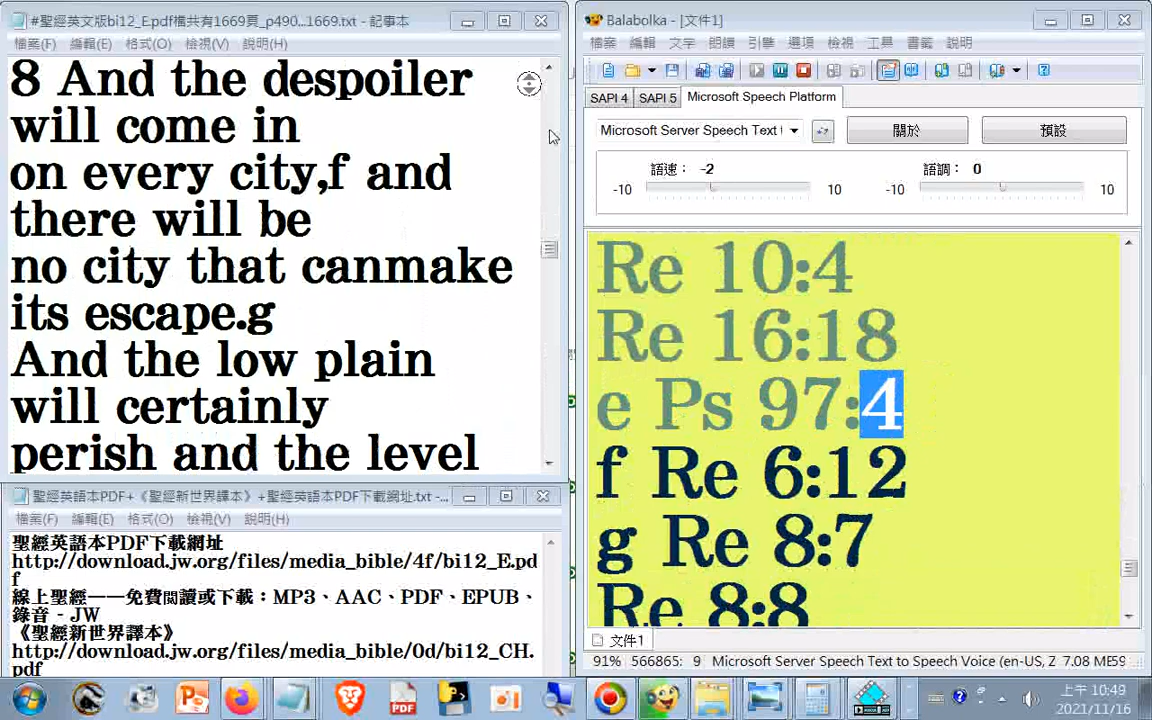 #聖經英文版bi12_E.pdf檔共有1669頁_p490...1669.txt - 記事本
檔案(F) 編輯(E) 格式(O) 檢視(V) 說明(H)
8 And the despoiler
will come in
on every city,f and
there will be
no city that canmake
its escape.g
And the low plain
will certainly
perish and the level
聖經英語本PDF+《聖經新世界譯本》+聖經英語本PDF下載網址.txt -...
檔案(F) 編輯(E) 格式(O) 檢視(V) 說明(H)
聖經英語本PDF下載網址
http://download.jw.org/files/media_bible/4f/bi12_E.pd
f
線上聖經——免費閱讀或下載：MP3、AAC、PDF、EPUB、
錄音 - JW
《聖經新世界譯本》
http://download.jw.org/files/media_bible/0d/bi12_CH.
pdf
Balabolka - [文件1]
檔案 編輯 文字 朗讀 引擎 選項 檢視 工具 書籤 說明
SAPI 4 SAPI 5 Microsoft Speech Platform
Microsoft Server Speech Text 關於 預設
語速： -2 語調： 0
-10 10 -10 10
Re 10:4
Re 16:18
e Ps 97:4
f Re 6:12
g Re 8:7
Re 8:8
文件1
91% 566865: 9 Microsoft Server Speech Text to Speech Voice (en-US, Z 7.08 ME59
上午 10:49
2021/11/16